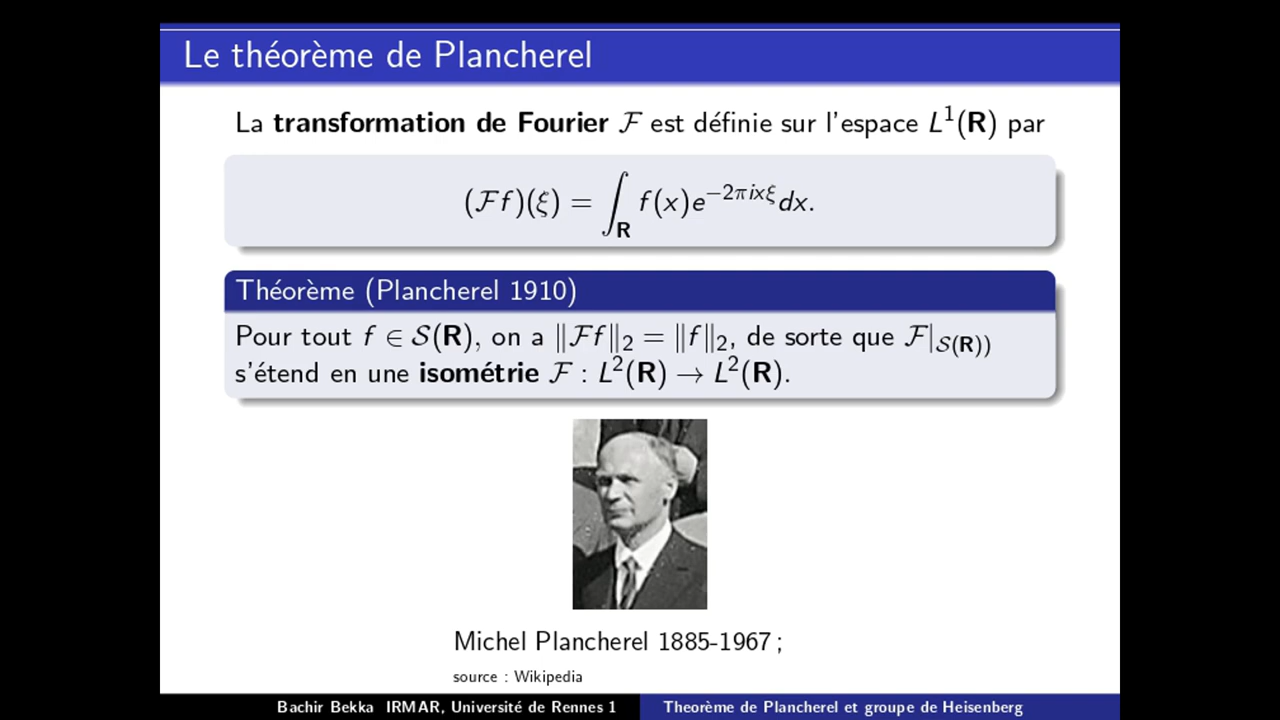 Le théorème de Plancherel
La transformation de Fourier ℱ est définie sur l'espace L¹(R) par
(ℱf)(ξ) = ∫_R f(x)e^{−2πixξ}dx.
Théorème (Plancherel 1910)
Pour tout f ∈ 𝒮(R), on a ‖ℱf‖₂ = ‖f‖₂, de sorte que ℱ|_{𝒮(R))}
s'étend en une isométrie ℱ : L²(R) → L²(R).
Michel Plancherel 1885-1967 ;
source : Wikipedia
Bachir Bekka IRMAR, Université de Rennes 1 Theorème de Plancherel et groupe de Heisenberg